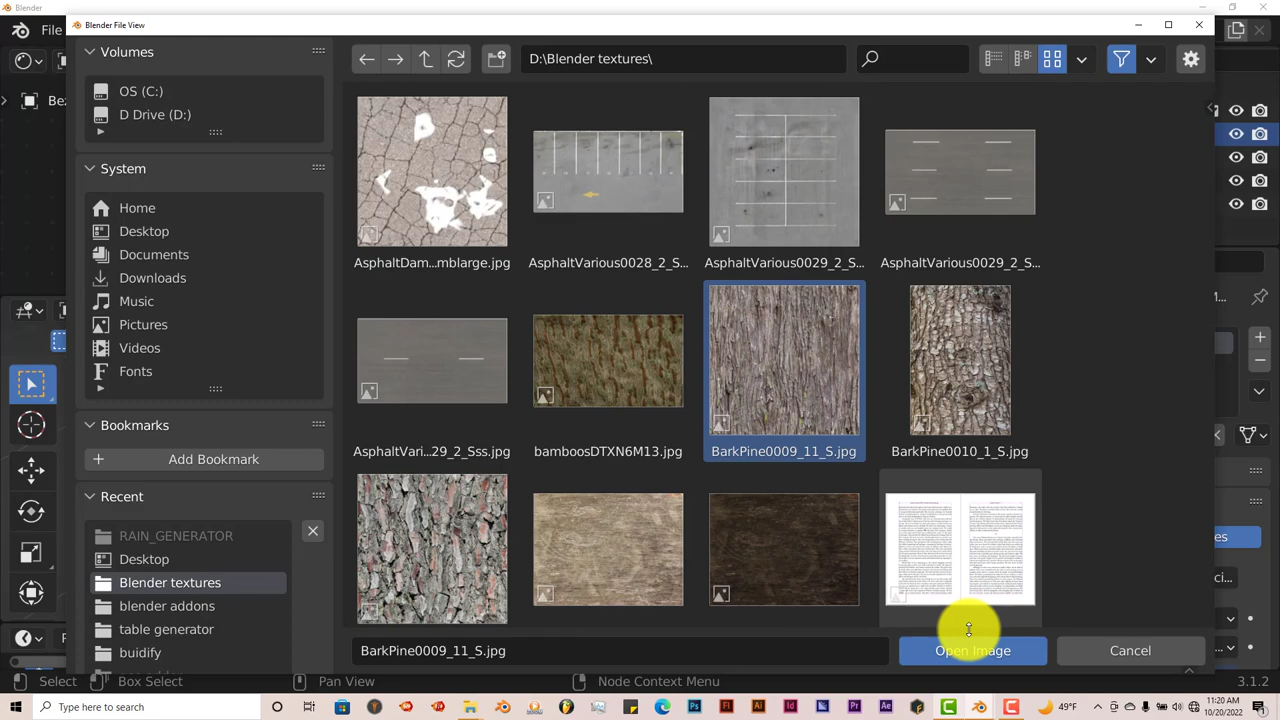 Blender
File
Blender File View
Volumes
D:\Blender textures\
OS (C:)
D Drive (D:)
System
Home
Desktop
Documents
Downloads
Music
Pictures
Videos
Fonts
AsphaltDam...mblarge.jpg
AsphaltVarious0028_2_S...
AsphaltVarious0029_2_S...
AsphaltVarious0029_2_S...
AsphaltVari...29_2_Sss.jpg
bamboosDTXN6M13.jpg
BarkPine0009_11_S.jpg
BarkPine0010_1_S.jpg
Bookmarks
Add Bookmark
Recent
RAIN_GENERATOR
Desktop
Blender textures
blender addons
table generator
buidify
BarkPine0009_11_S.jpg
Open Image
Cancel
Select
Box Select
Pan View
Node Context Menu
3.1.2
Type here to search
49°F
11:20 AM
10/20/2022